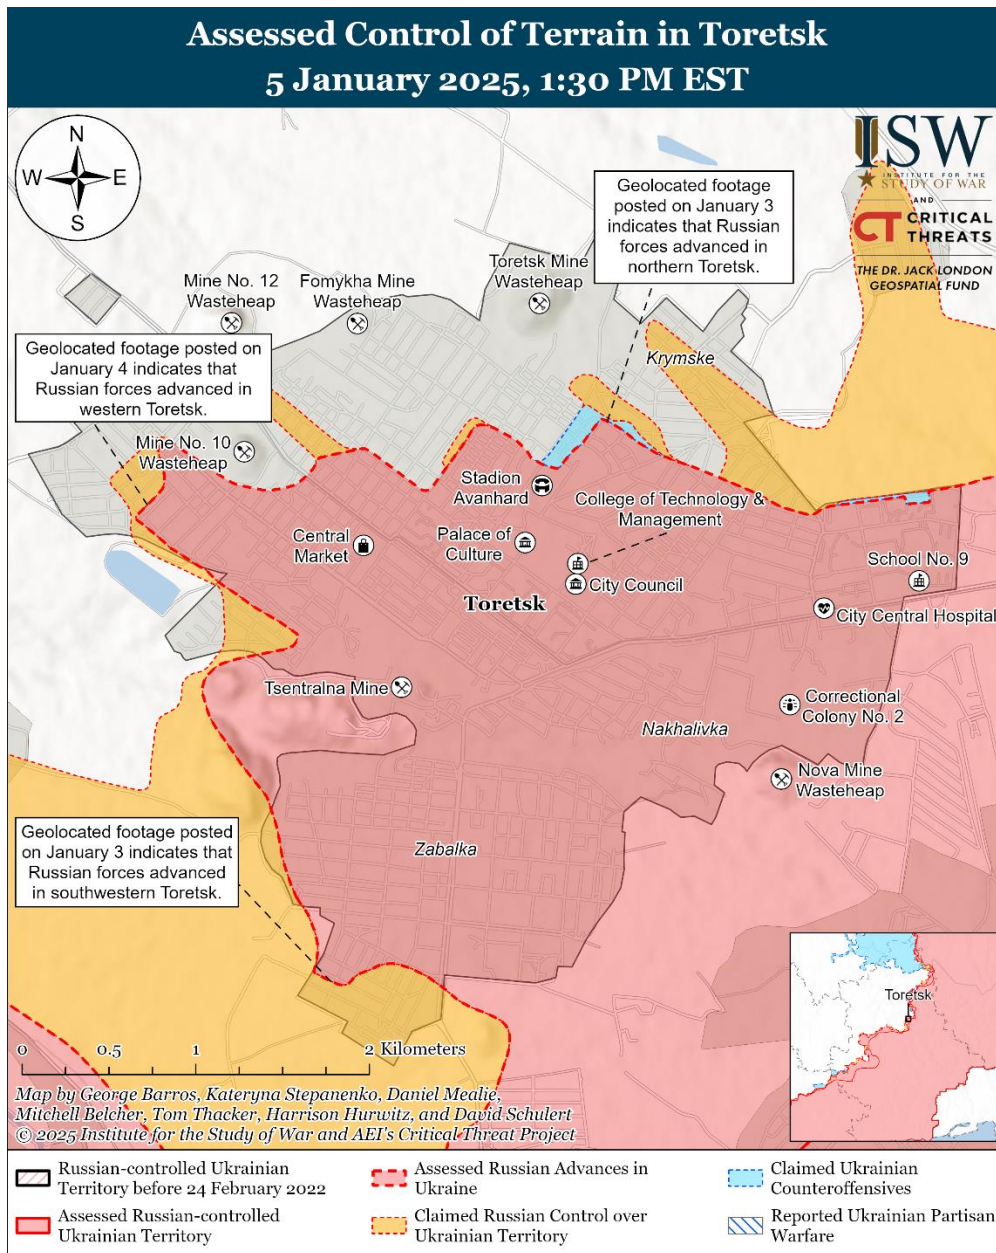 Assessed Control of Terrain in Toretsk
5 January 2025, 1:30 PM EST
N
W
E
S
ISW
INSTITUTE FOR THE
STUDY OF WAR
AND
CT CRITICAL
THREATS
THE DR. JACK LONDON
GEOSPATIAL FUND
Geolocated footage
posted on January 3
indicates that Russian
forces advanced in
northern Toretsk.
Toretsk Mine
Wasteheap
Mine No. 12
Wasteheap
Fomykha Mine
Wasteheap
Geolocated footage posted on
January 4 indicates that
Russian forces advanced in
western Toretsk.
Krymske
Mine No. 10
Wasteheap
Stadion
Avanhard
College of Technology &
Management
Central
Market
Palace of
Culture
School No. 9
City Council
Toretsk
City Central Hospital
Tsentralna Mine
Correctional
Colony No. 2
Nakhalivka
Nova Mine
Wasteheap
Geolocated footage posted
on January 3 indicates that
Russian forces advanced
in southwestern Toretsk.
Zabalka
Toretsk
0 0.5 1 2 Kilometers
Map by George Barros, Kateryna Stepanenko, Daniel Mealie,
Mitchell Belcher, Tom Thacker, Harrison Hurwitz, and David Schulert
© 2025 Institute for the Study of War and AEI's Critical Threat Project
Russian-controlled Ukrainian
Territory before 24 February 2022
Assessed Russian-controlled
Ukrainian Territory
Assessed Russian Advances in
Ukraine
Claimed Russian Control over
Ukrainian Territory
Claimed Ukrainian
Counteroffensives
Reported Ukrainian Partisan
Warfare